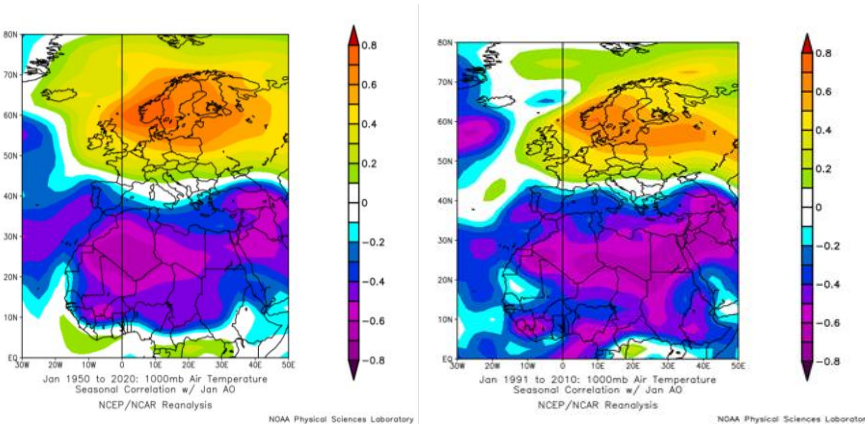 80N
70N
60N
50N
40N
30N
20N
10N
EQ
30W 20W 10W 0 10E 20E 30E 40E 50E
0.8
0.6
0.4
0.2
0
−0.2
−0.4
−0.6
−0.8
Jan 1950 to 2020: 1000mb Air Temperature
Seasonal Correlation w/ Jan AO
NCEP/NCAR Reanalysis
NOAA Physical Sciences Laboratory
80N
70N
60N
50N
40N
30N
20N
10N
EQ
30W 20W 10W 0 10E 20E 30E 40E 50E
0.8
0.6
0.4
0.2
0
−0.2
−0.4
−0.6
−0.8
Jan 1991 to 2010: 1000mb Air Temperature
Seasonal Correlation w/ Jan AO
NCEP/NCAR Reanalysis
NOAA Physical Sciences Laborator